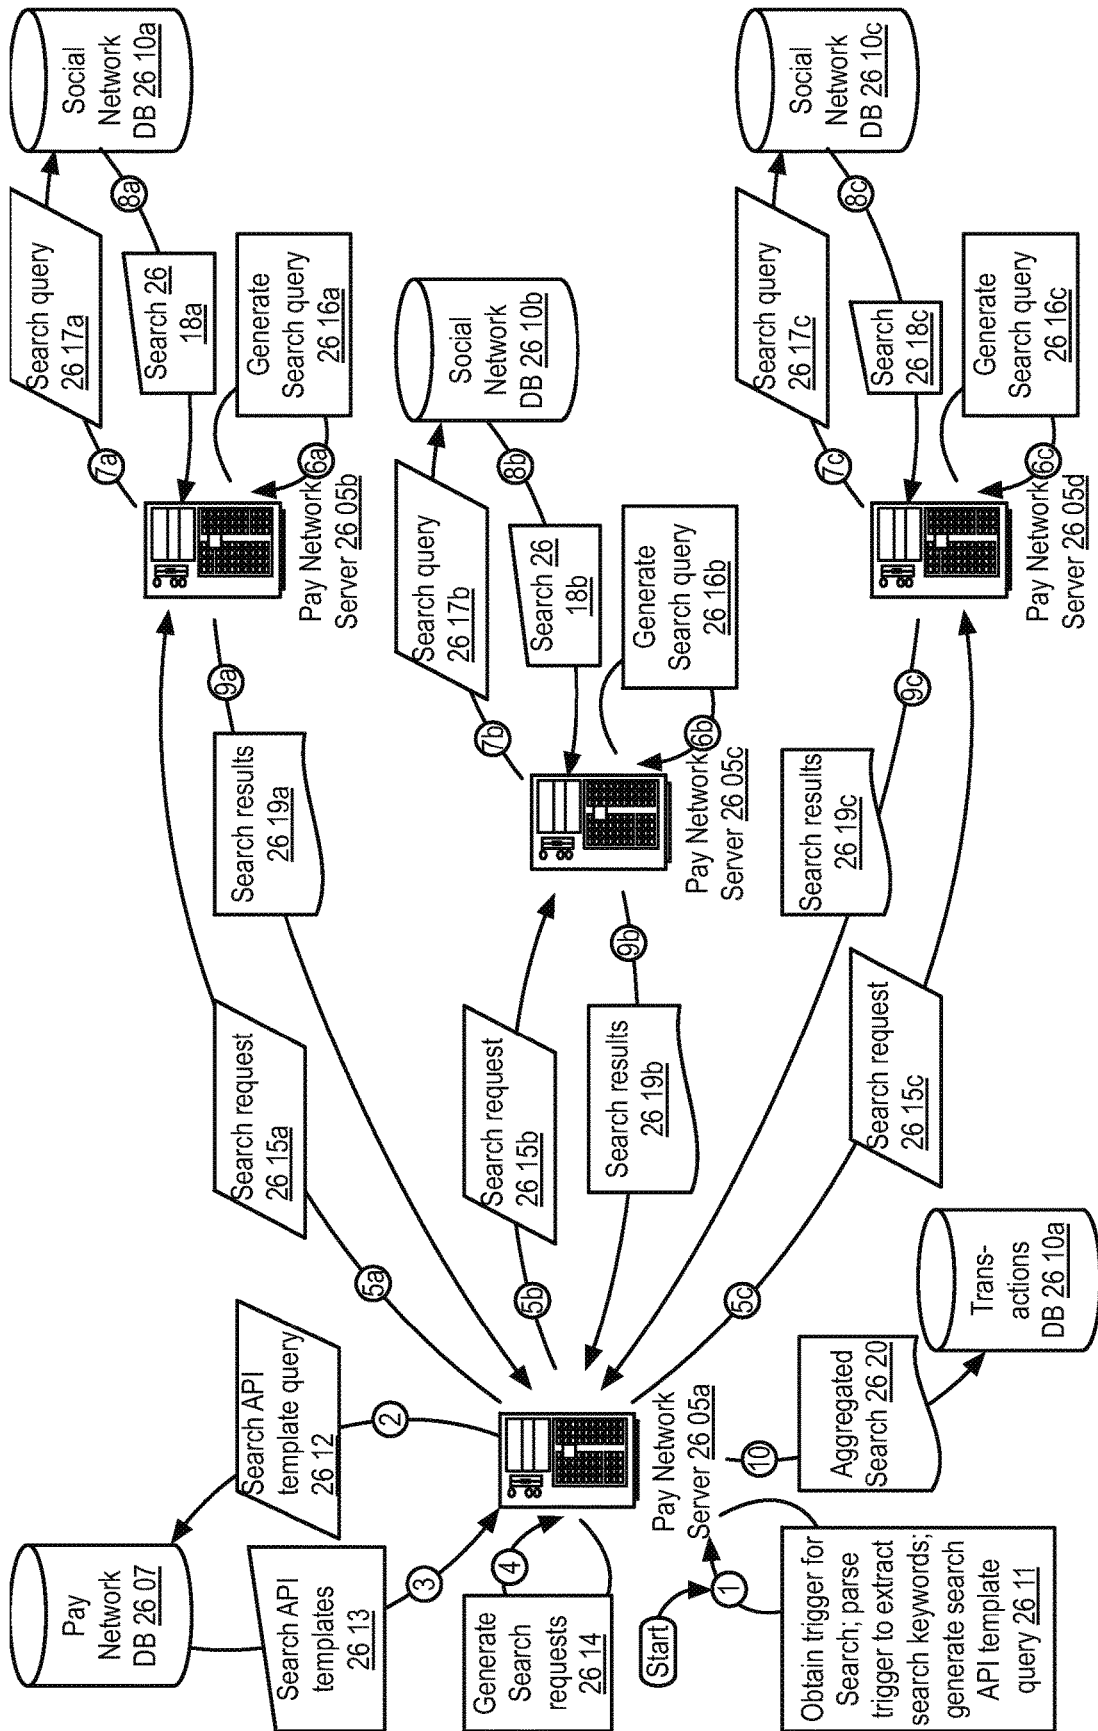 Pay
Network
DB 26 07
Search API
template query
26 12
2
Search API
templates
26 13
3
Generate
Search
requests
26 14
4
Start
1
Obtain trigger for
Search; parse
trigger to extract
search keywords;
generate search
API template
query 26 11
Pay Network
Server 26 05a
10
Aggregated
Search 26 20
Trans-
actions
DB 26 10a
5a
Search request
26 15a
5b
Search request
26 15b
5c
Search request
26 15c
Search results
26 19a
9a
Search results
26 19b
9b
Search results
26 19c
9c
Pay Network
Server 26 05b
6a
Generate
Search query
26 16a
7a
Search query
26 17a
8a
Search 26
18a
Social
Network
DB 26 10a
Pay Network
Server 26 05c
6b
Generate
Search query
26 16b
7b
Search query
26 17b
8b
Search 26
18b
Social
Network
DB 26 10b
Pay Network
Server 26 05d
6c
Generate
Search query
26 16c
7c
Search query
26 17c
8c
Search
26 18c
Social
Network
DB 26 10c